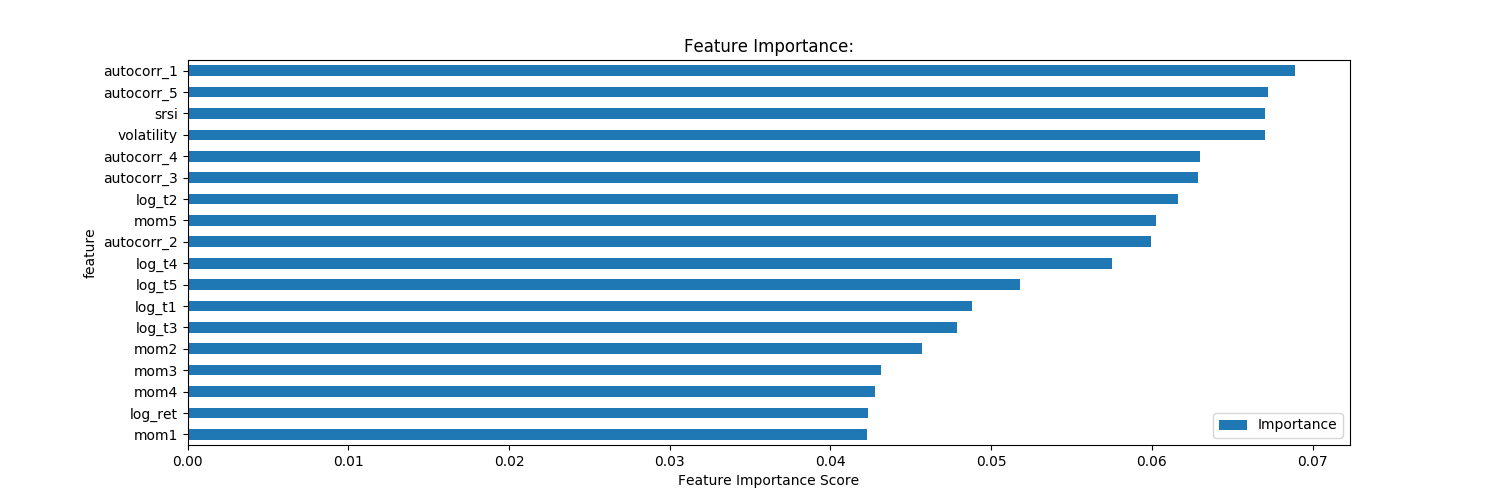 Feature Importance:
autocorr_1
autocorr_5
srsi
volatility
autocorr_4
autocorr_3
log_t2
mom5
autocorr_2
log_t4
log_t5
log_t1
log_t3
mom2
mom3
mom4
log_ret
mom1
feature
Importance
0.00 0.01 0.02 0.03 0.04 0.05 0.06 0.07
Feature Importance Score